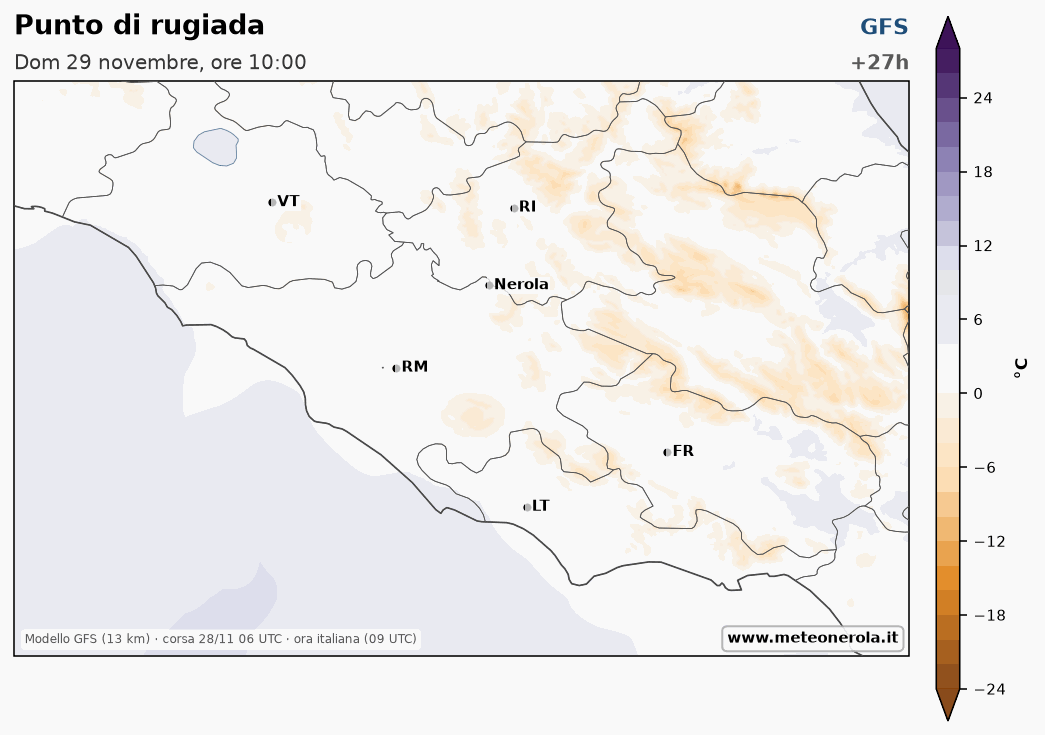 Punto di rugiada
GFS
Dom 29 novembre, ore 10:00
+27h
24
18
12
6
0
−6
−12
−18
−24
°C
VT
RI
Nerola
RM
FR
LT
Modello GFS (13 km) · corsa 28/11 06 UTC · ora italiana (09 UTC)
www.meteonerola.it